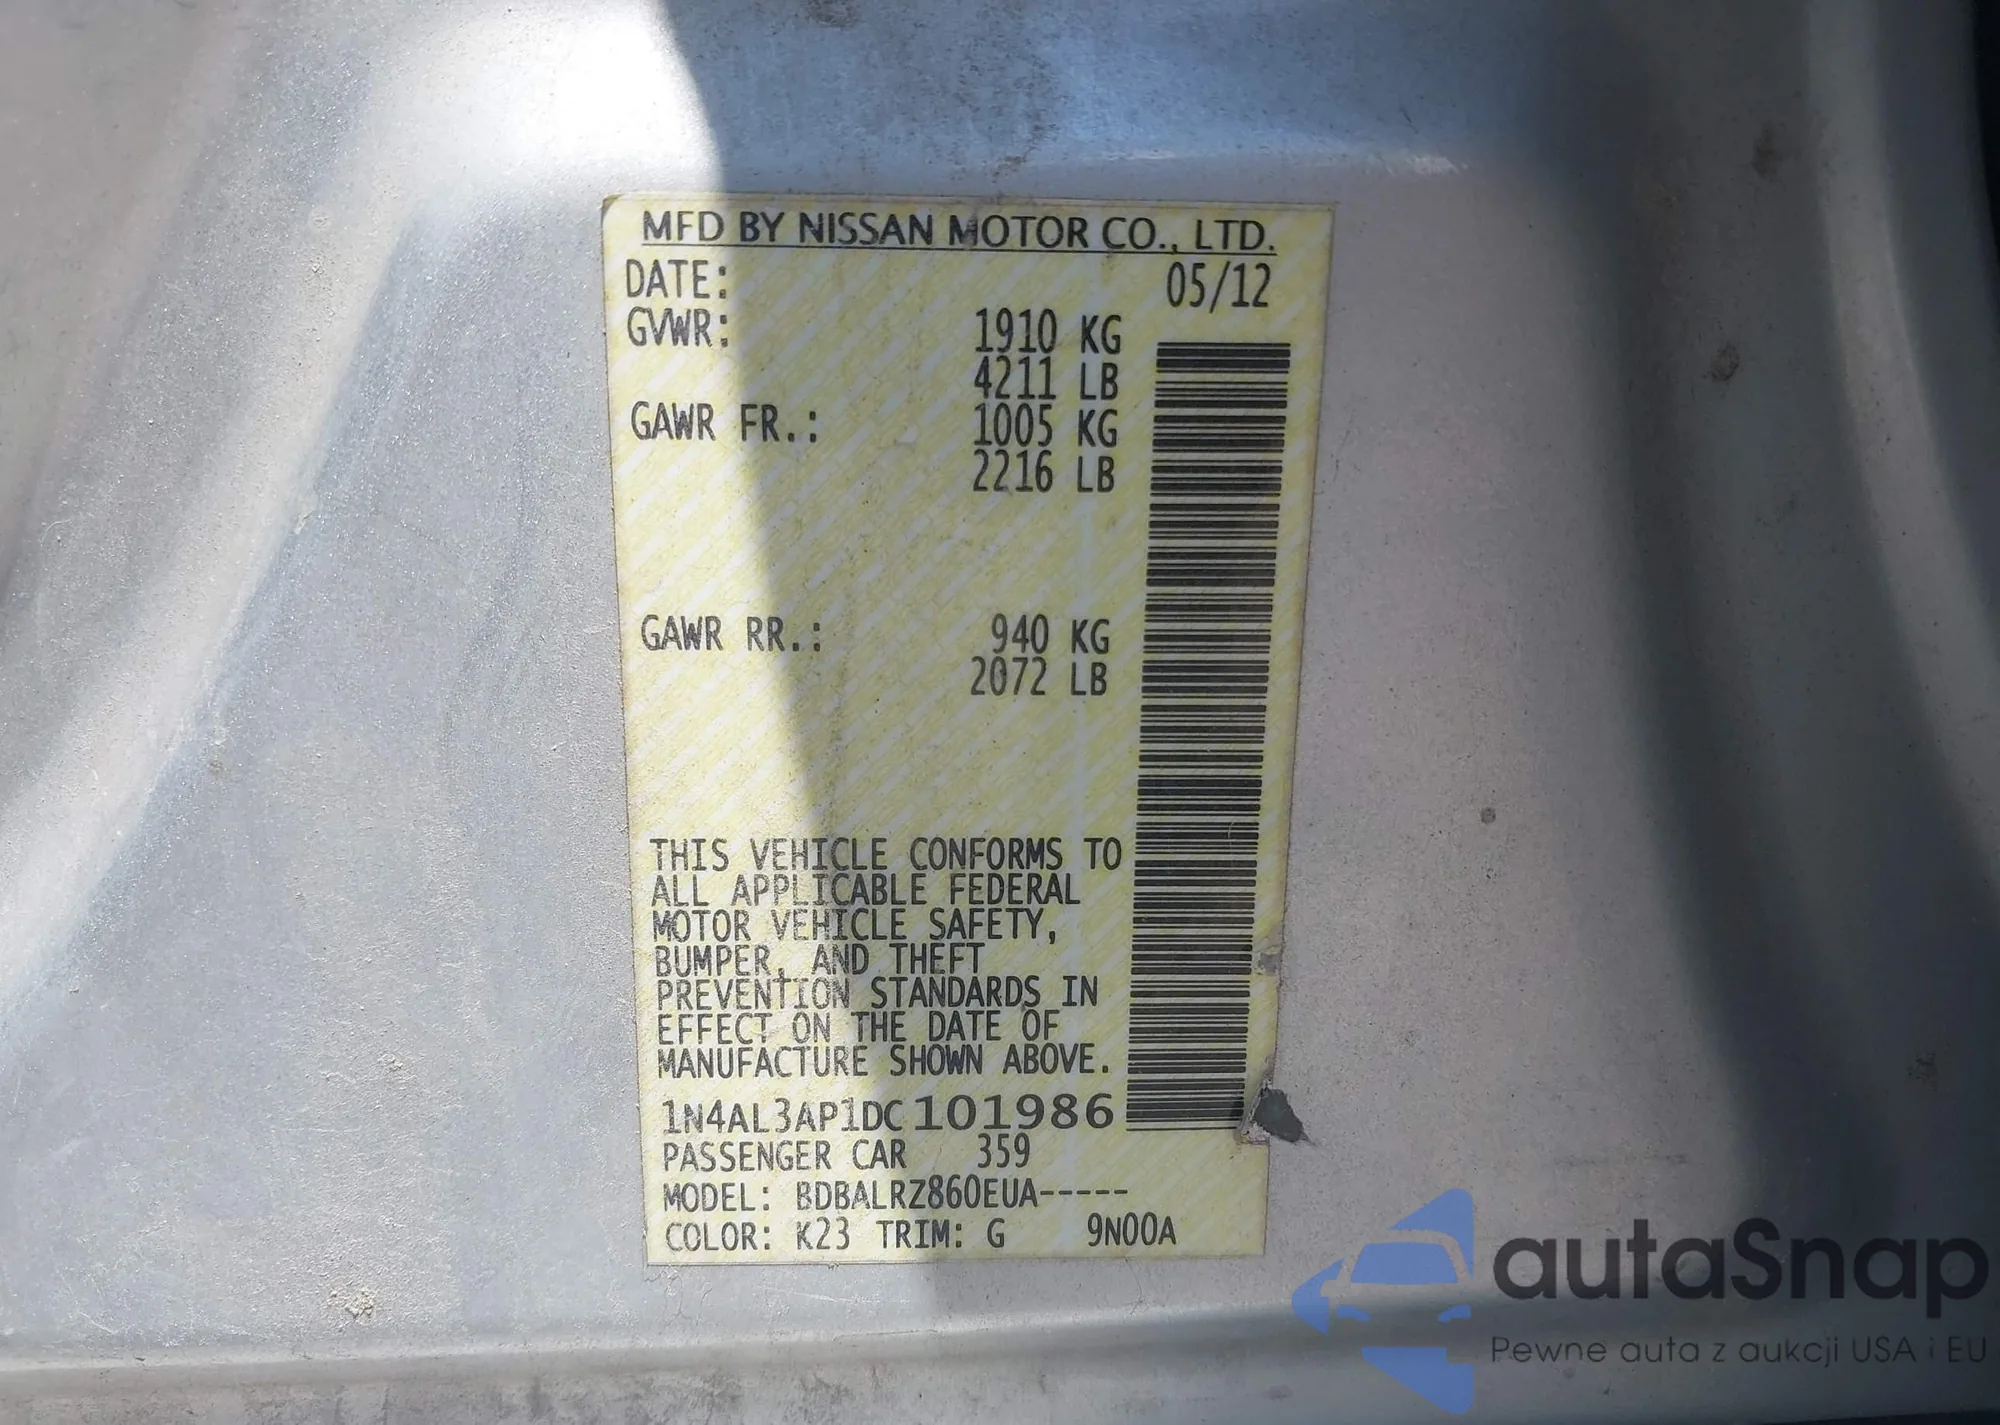 MFD BY NISSAN MOTOR CO., LTD.
DATE: 05/12
GVWR: 1910 KG
4211 LB
GAWR FR.: 1005 KG
2216 LB
GAWR RR.: 940 KG
2072 LB
THIS VEHICLE CONFORMS TO
ALL APPLICABLE FEDERAL
MOTOR VEHICLE SAFETY,
BUMPER, AND THEFT
PREVENTION STANDARDS IN
EFFECT ON THE DATE OF
MANUFACTURE SHOWN ABOVE.
1N4AL3AP1DC101986
PASSENGER CAR 359
MODEL: BDBALRZ860EUA-----
COLOR: K23 TRIM: G 9N00A
autaSnap
Pewne auta z aukcji USA i EU